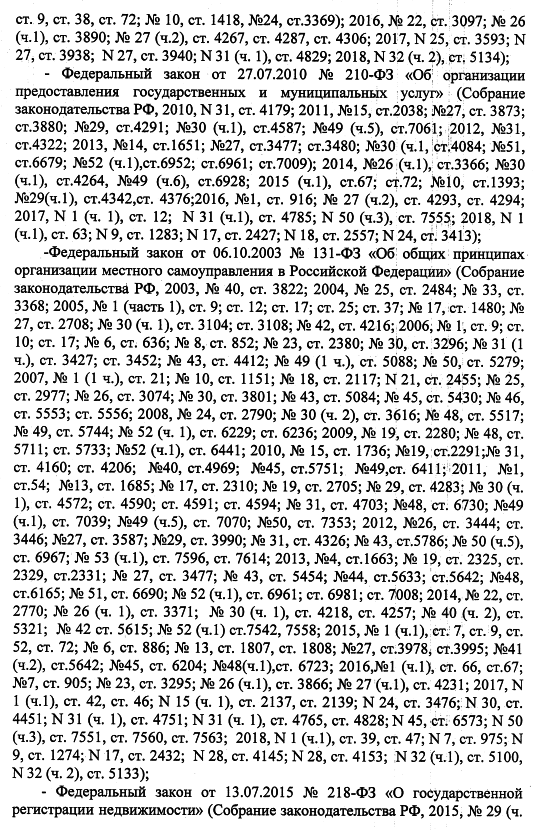 ст. 9, ст. 38, ст. 72; № 10, ст. 1418, №24, ст.3369); 2016, № 22, ст. 3097; № 26
(ч.1), ст. 3890; № 27 (ч.2), ст. 4267, ст. 4287, ст. 4306; 2017, N 25, ст. 3593; N
27, ст. 3938; N 27, ст. 3940; N 31 (ч. 1), ст. 4829; 2018, N 32 (ч. 2), ст. 5134);
- Федеральный закон от 27.07.2010 № 210-ФЗ «Об организации
предоставления государственных и муниципальных услуг» (Собрание
законодательства РФ, 2010, N 31, ст. 4179; 2011, №15, ст.2038; №27, ст. 3873;
ст.3880; №29, ст.4291; №30 (ч.1), ст.4587; №49 (ч.5), ст.7061; 2012, №31,
ст.4322; 2013, №14, ст.1651; №27, ст.3477; ст.3480; №30 (ч.1, ст.4084; №51,
ст.6679; №52 (ч.1),ст.6952; ст.6961; ст.7009); 2014, №26 (ч.1), ст.3366; №30
(ч.1), ст.4264, №49 (ч.6), ст.6928; 2015 (ч.1), ст.67; ст.72; №10, ст.1393;
№29(ч.1), ст.4342,ст. 4376;2016, №1, ст. 916; № 27 (ч.2), ст. 4293, ст. 4294;
2017, N 1 (ч. 1), ст. 12; N 31 (ч.1), ст. 4785; N 50 (ч.3), ст. 7555; 2018, N 1
(ч.1), ст. 63; N 9, ст. 1283; N 17, ст. 2427; N 18, ст. 2557; N 24, ст. 3413);
-Федеральный закон от 06.10.2003 № 131-ФЗ «Об общих принципах
организации местного самоуправления в Российской Федерации» (Собрание
законодательства РФ, 2003, № 40, ст. 3822; 2004, № 25, ст. 2484; № 33, ст.
3368; 2005, № 1 (часть 1), ст. 9; ст. 12; ст. 17; ст. 25; ст. 37; № 17, ст. 1480; №
27, ст. 2708; № 30 (ч. 1), ст. 3104; ст. 3108; № 42, ст. 4216; 2006, № 1, ст. 9; ст.
10; ст. 17; № 6, ст. 636; № 8, ст. 852; № 23, ст. 2380; № 30, ст. 3296; № 31 (1
ч.), ст. 3427; ст. 3452; № 43, ст. 4412; № 49 (1 ч.), ст. 5088; № 50, ст. 5279;
2007, № 1 (1 ч.), ст. 21; № 10, ст. 1151; № 18, ст. 2117; N 21, ст. 2455; № 25,
ст. 2977; № 26, ст. 3074; № 30, ст. 3801; № 43, ст. 5084; № 45, ст. 5430; № 46,
ст. 5553; ст. 5556; 2008, № 24, ст. 2790; № 30 (ч. 2), ст. 3616; № 48, ст. 5517;
№ 49, ст. 5744; № 52 (ч. 1), ст. 6229; ст. 6236; 2009, № 19, ст. 2280; № 48, ст.
5711; ст. 5733; №52 (ч.1), ст. 6441; 2010, № 15, ст. 1736; №19, ст.2291;№ 31,
ст. 4160; ст. 4206; №40, ст.4969; №45, ст.5751; №49,ст. 6411; 2011, №1,
ст.54; №13, ст. 1685; № 17, ст. 2310; № 19, ст. 2705; № 29, ст. 4283; № 30 (ч.
1), ст. 4572; ст. 4590; ст. 4591; ст. 4594; № 31, ст. 4703; №48, ст. 6730; №49
(ч.1), ст. 7039; №49 (ч.5), ст. 7070; №50, ст. 7353; 2012, №26, ст. 3444; ст.
3446; №27, ст. 3587; №29, ст. 3990; № 31, ст. 4326; № 43, ст.5786; № 50 (ч.5),
ст. 6967; № 53 (ч.1), ст. 7596, ст. 7614; 2013, №4, ст.1663; № 19, ст. 2325, ст.
2329, ст.2331; № 27, ст. 3477; № 43, ст. 5454; №44, ст.5633; ст.5642; №48,
ст.6165; № 51, ст. 6690; № 52 (ч.1), ст. 6961; ст. 6981; ст. 7008; 2014, № 22, ст.
2770; № 26 (ч. 1), ст. 3371; № 30 (ч. 1), ст. 4218, ст. 4257; № 40 (ч. 2), ст.
5321; № 42 ст. 5615; № 52 (ч.1) ст.7542, 7558; 2015, № 1 (ч.1), ст. 7, ст. 9, ст.
52, ст. 72; № 6, ст. 886; № 13, ст. 1807, ст. 1808; №27, ст.3978, ст.3995; №41
(ч.2), ст.5642; №45, ст. 6204; №48(ч.1),ст. 6723; 2016,№1 (ч.1), ст. 66, ст.67;
№7, ст. 905; № 23, ст. 3295; № 26 (ч.1), ст. 3866; № 27 (ч.1), ст. 4231; 2017, N
1 (ч.1), ст. 42, ст. 46; N 15 (ч. 1), ст. 2137, ст. 2139; N 24, ст. 3476; N 30, ст.
4451; N 31 (ч. 1), ст. 4751; N 31 (ч. 1), ст. 4765, ст. 4828; N 45, ст. 6573; N 50
(ч.3), ст. 7551, ст. 7560, ст. 7563; 2018, N 1 (ч.1), ст. 39, ст. 47; N 7, ст. 975; N
9, ст. 1274; N 17, ст. 2432; N 28, ст. 4145; N 28, ст. 4153; N 32 (ч.1), ст. 5100,
N 32 (ч. 2), ст. 5133);
- Федеральный закон от 13.07.2015 № 218-ФЗ «О государственной
регистрации недвижимости» (Собрание законодательства РФ, 2015, № 29 (ч.